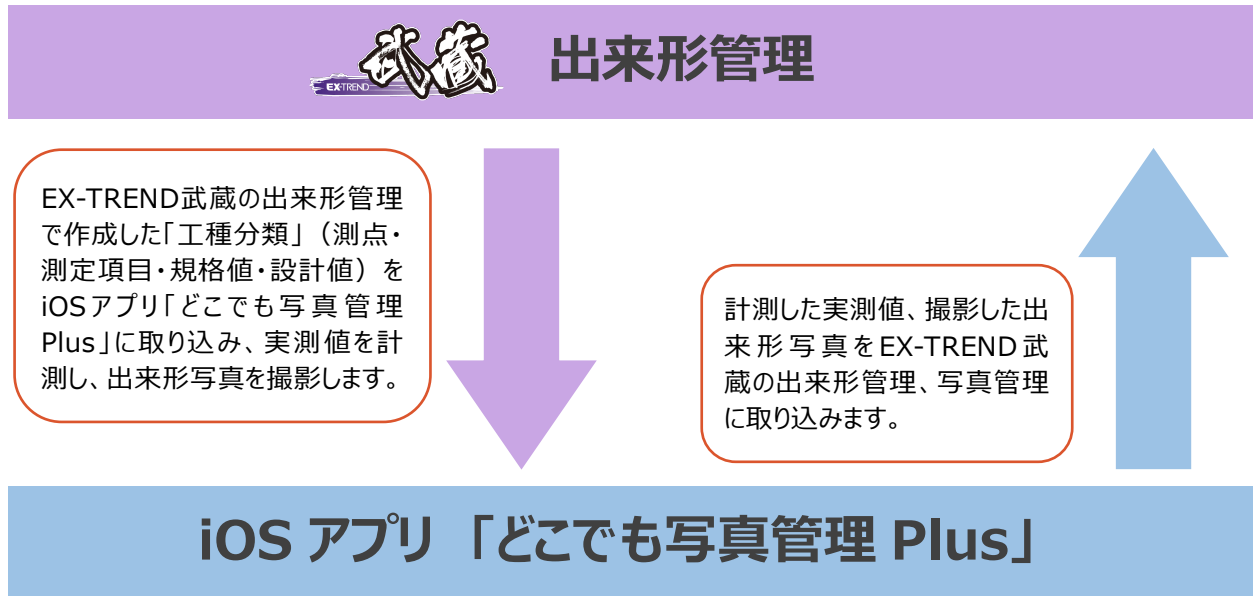 武蔵
EX-TREND
出来形管理
EX-TREND武蔵の出来形管理
で作成した「工種分類」（測点・
測定項目・規格値・設計値）を
iOSアプリ「どこでも写真管理
Plus」に取り込み、実測値を計
測し、出来形写真を撮影します。
計測した実測値、撮影した出
来形写真をEX-TREND武
蔵の出来形管理、写真管理
に取り込みます。
iOS アプリ 「どこでも写真管理 Plus」